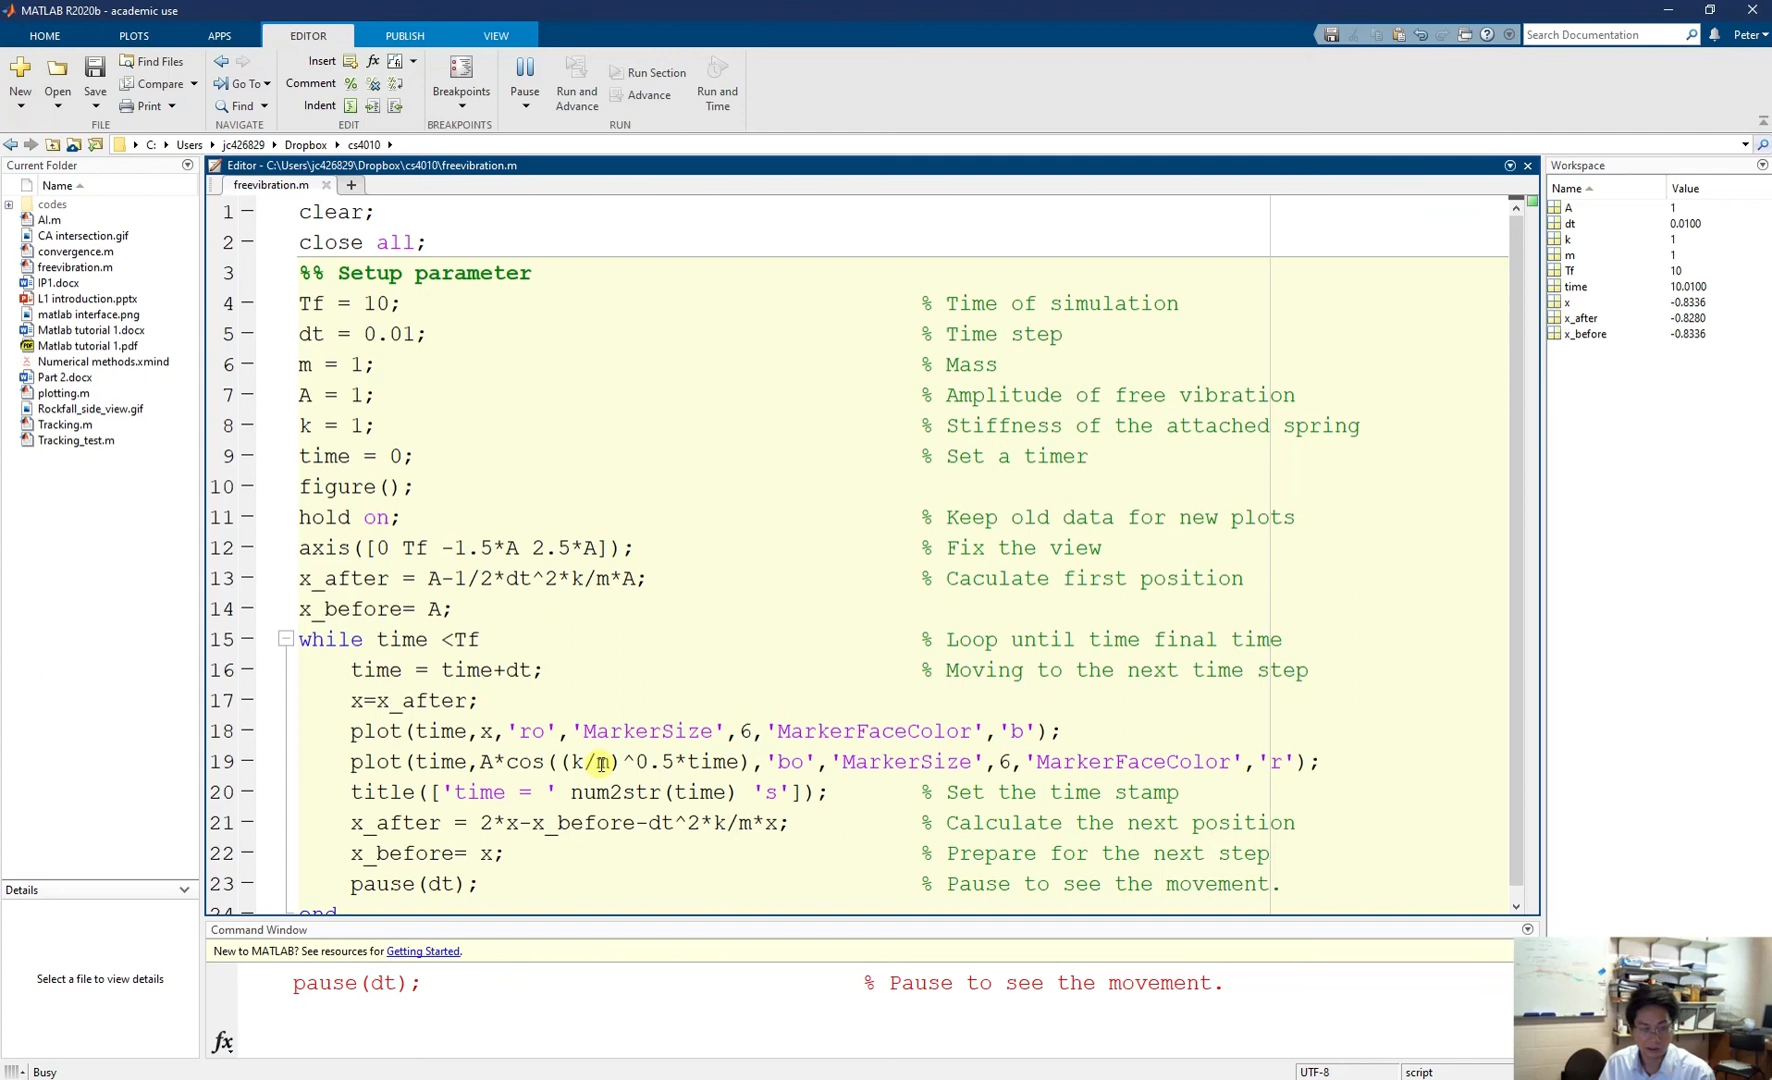 MATLAB R2020b - academic use
HOME PLOTS APPS EDITOR PUBLISH VIEW
Search Documentation Peter
New Open Save
Find Files
Compare
Print
FILE
Go To
Find
NAVIGATE
Insert fx
Comment
Indent
EDIT
Breakpoints
BREAKPOINTS
Pause
Run and Advance
Run Section
Advance
Run and Time
RUN
C: Users jc426829 Dropbox cs4010
Current Folder
Name
codes
AI.m
CA intersection.gif
convergence.m
freevibration.m
IP1.docx
L1 introduction.pptx
matlab interface.png
Matlab tutorial 1.docx
Matlab tutorial 1.pdf
Numerical methods.xmind
Part 2.docx
plotting.m
Rockfall_side_view.gif
Tracking.m
Tracking_test.m
Details
Select a file to view details
Editor - C:\Users\jc426829\Dropbox\cs4010\freevibration.m
freevibration.m
1 clear;
2 close all;
3 %% Setup parameter
4 Tf = 10; % Time of simulation
5 dt = 0.01; % Time step
6 m = 1; % Mass
7 A = 1; % Amplitude of free vibration
8 k = 1; % Stiffness of the attached spring
9 time = 0; % Set a timer
10 figure();
11 hold on; % Keep old data for new plots
12 axis([0 Tf -1.5*A 2.5*A]); % Fix the view
13 x_after = A-1/2*dt^2*k/m*A; % Caculate first position
14 x_before= A;
15 while time <Tf % Loop until time final time
16 time = time+dt; % Moving to the next time step
17 x=x_after;
18 plot(time,x,'ro','MarkerSize',6,'MarkerFaceColor','b');
19 plot(time,A*cos((k/m)^0.5*time),'bo','MarkerSize',6,'MarkerFaceColor','r');
20 title(['time = ' num2str(time) 's']); % Set the time stamp
21 x_after = 2*x-x_before-dt^2*k/m*x; % Calculate the next position
22 x_before= x; % Prepare for the next step
23 pause(dt); % Pause to see the movement.
24 end
Command Window
New to MATLAB? See resources for Getting Started.
pause(dt); % Pause to see the movement.
fx
Workspace
Name Value
A 1
dt 0.0100
k 1
m 1
Tf 10
time 10.0100
x -0.8336
x_after -0.8280
x_before -0.8336
Busy
UTF-8 script